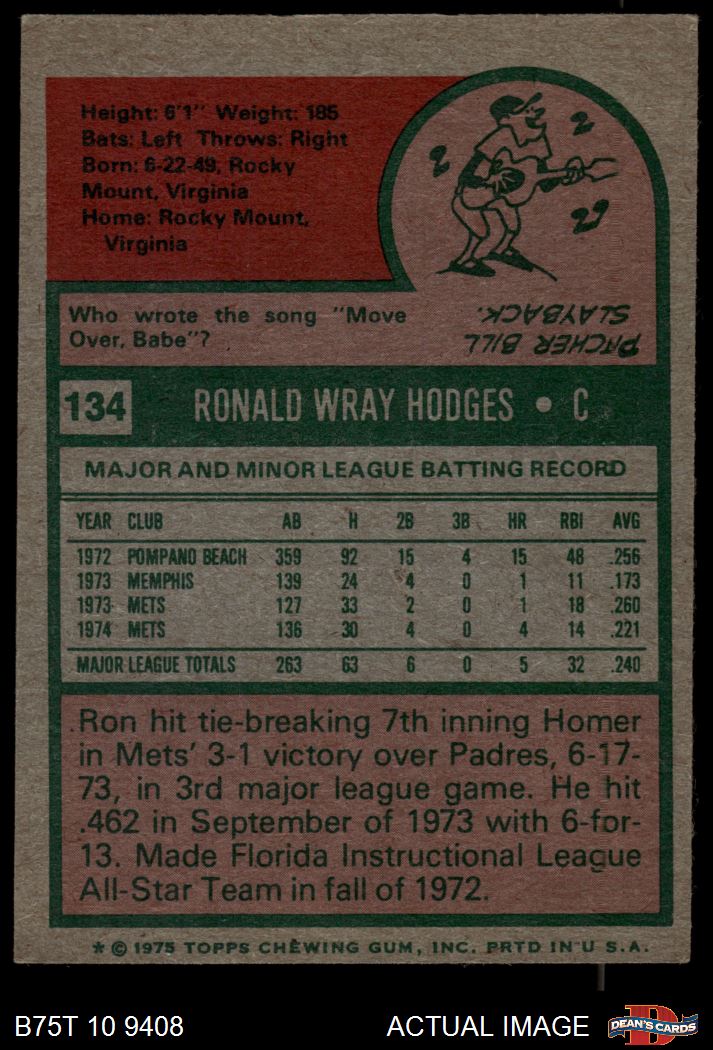 Height: 6'1" Weight: 185
Bats: Left Throws: Right
Born: 6-22-49, Rocky
Mount, Virginia
Home: Rocky Mount,
Virginia
Who wrote the song "Move
Over, Babe"?
PITCHER BILL
SLAYBACK.
134 RONALD WRAY HODGES • C
MAJOR AND MINOR LEAGUE BATTING RECORD
YEAR CLUB AB H 2B 3B HR RBI AVG
1972 POMPANO BEACH 359 92 15 4 15 48 .256
1973 MEMPHIS 139 24 4 0 1 11 .173
1973 METS 127 33 2 0 1 18 .260
1974 METS 136 30 4 0 4 14 .221
MAJOR LEAGUE TOTALS 263 63 6 0 5 32 .240
Ron hit tie-breaking 7th inning Homer
in Mets' 3-1 victory over Padres, 6-17-
73, in 3rd major league game. He hit
.462 in September of 1973 with 6-for-
13. Made Florida Instructional League
All-Star Team in fall of 1972.
* © 1975 TOPPS CHEWING GUM, INC. PRTD IN U S.A.
B75T 10 9408 ACTUAL IMAGE
D
DEAN'S CARDS